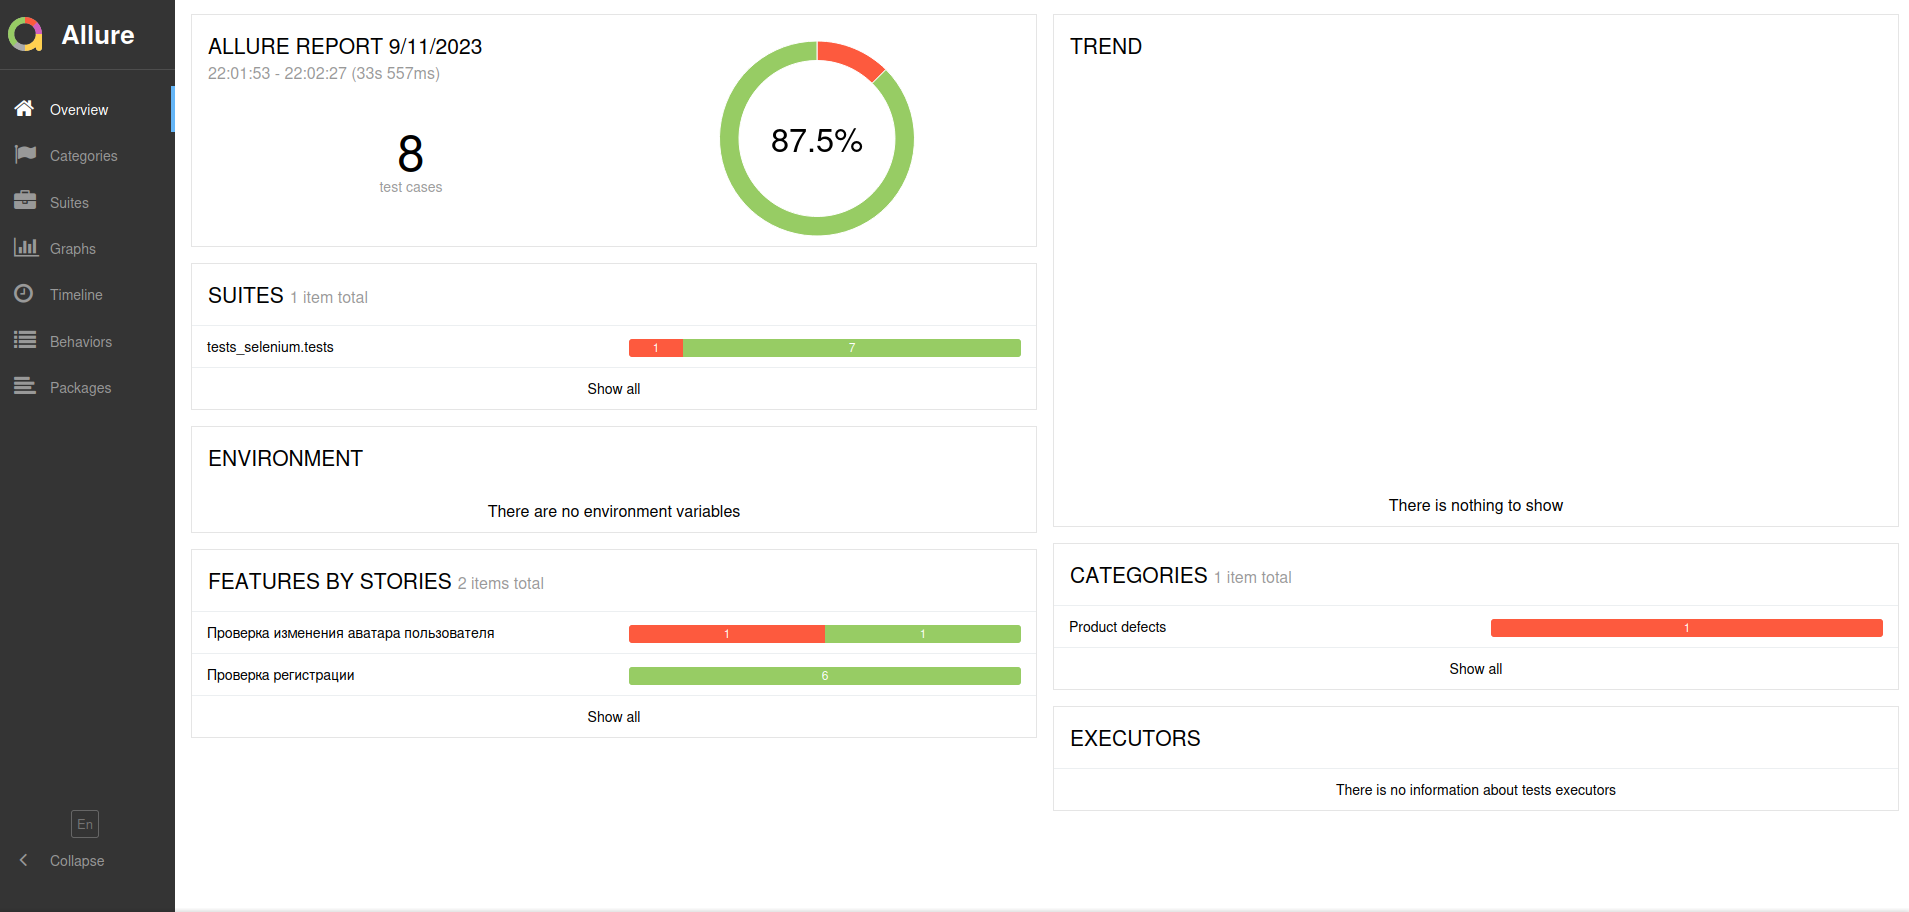 Allure
Overview
Categories
Suites
Graphs
Timeline
Behaviors
Packages
En
Collapse
ALLURE REPORT 9/11/2023
22:01:53 - 22:02:27 (33s 557ms)
8
test cases
87.5%
SUITES 1 item total
tests_selenium.tests 1 7
Show all
ENVIRONMENT
There are no environment variables
FEATURES BY STORIES 2 items total
Проверка изменения аватара пользователя 1 1
Проверка регистрации 6
Show all
TREND
There is nothing to show
CATEGORIES 1 item total
Product defects 1
Show all
EXECUTORS
There is no information about tests executors